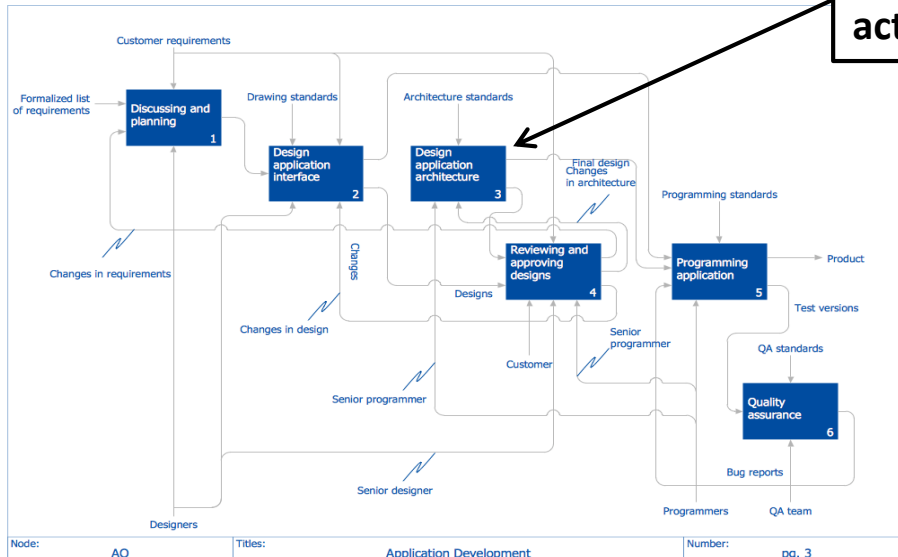 act
Customer requirements
Formalized list
of requirements
Drawing standards
Architecture standards
Discussing and
planning
1
Design
application
interface
2
Design
application
architecture
3
Final design
Changes
in architecture
Programming standards
Changes in requirements
Changes
Reviewing and
approving
designs
4
Programming
application
5
Product
Designs
Test versions
Changes in design
Customer
Senior
programmer
QA standards
Senior programmer
Quality
assurance
6
Bug reports
Senior designer
Designers
Programmers
QA team
Node:
AO
Titles:
Application Development
Number:
pg. 3